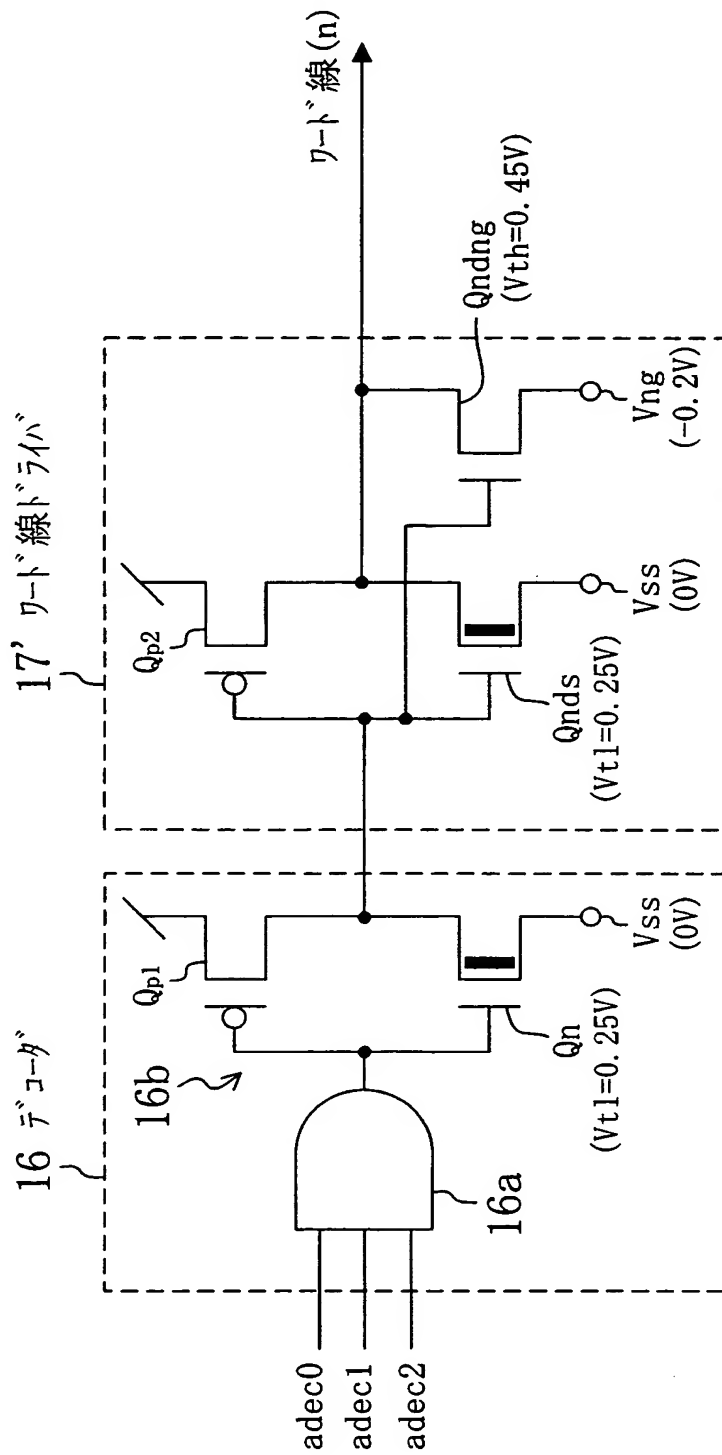 16 デコーダ
17' ワード線ドライバ
Qp1
Qp2
ワード線(n)
16b
adec0
adec1
adec2
16a
Qn
(Vtl=0.25V)
Vss
(0V)
Qnds
(Vtl=0.25V)
Vss
(0V)
Vng
(-0.2V)
Qndng
(Vth=0.45V)